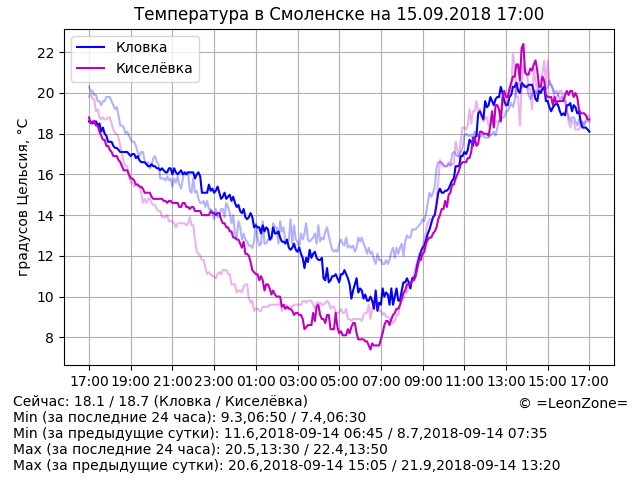 Температура в Смоленске на 15.09.2018 17:00
Кловка
Киселёвка
градусов Цельсия, °C
22
20
18
16
14
12
10
8
17:00 19:00 21:00 23:00 01:00 03:00 05:00 07:00 09:00 11:00 13:00 15:00 17:00
Сейчас: 18.1 / 18.7 (Кловка / Киселёвка)
© =LeonZone=
Min (за последние 24 часа): 9.3,06:50 / 7.4,06:30
Min (за предыдущие сутки): 11.6,2018-09-14 06:45 / 8.7,2018-09-14 07:35
Max (за последние 24 часа): 20.5,13:30 / 22.4,13:50
Max (за предыдущие сутки): 20.6,2018-09-14 15:05 / 21.9,2018-09-14 13:20